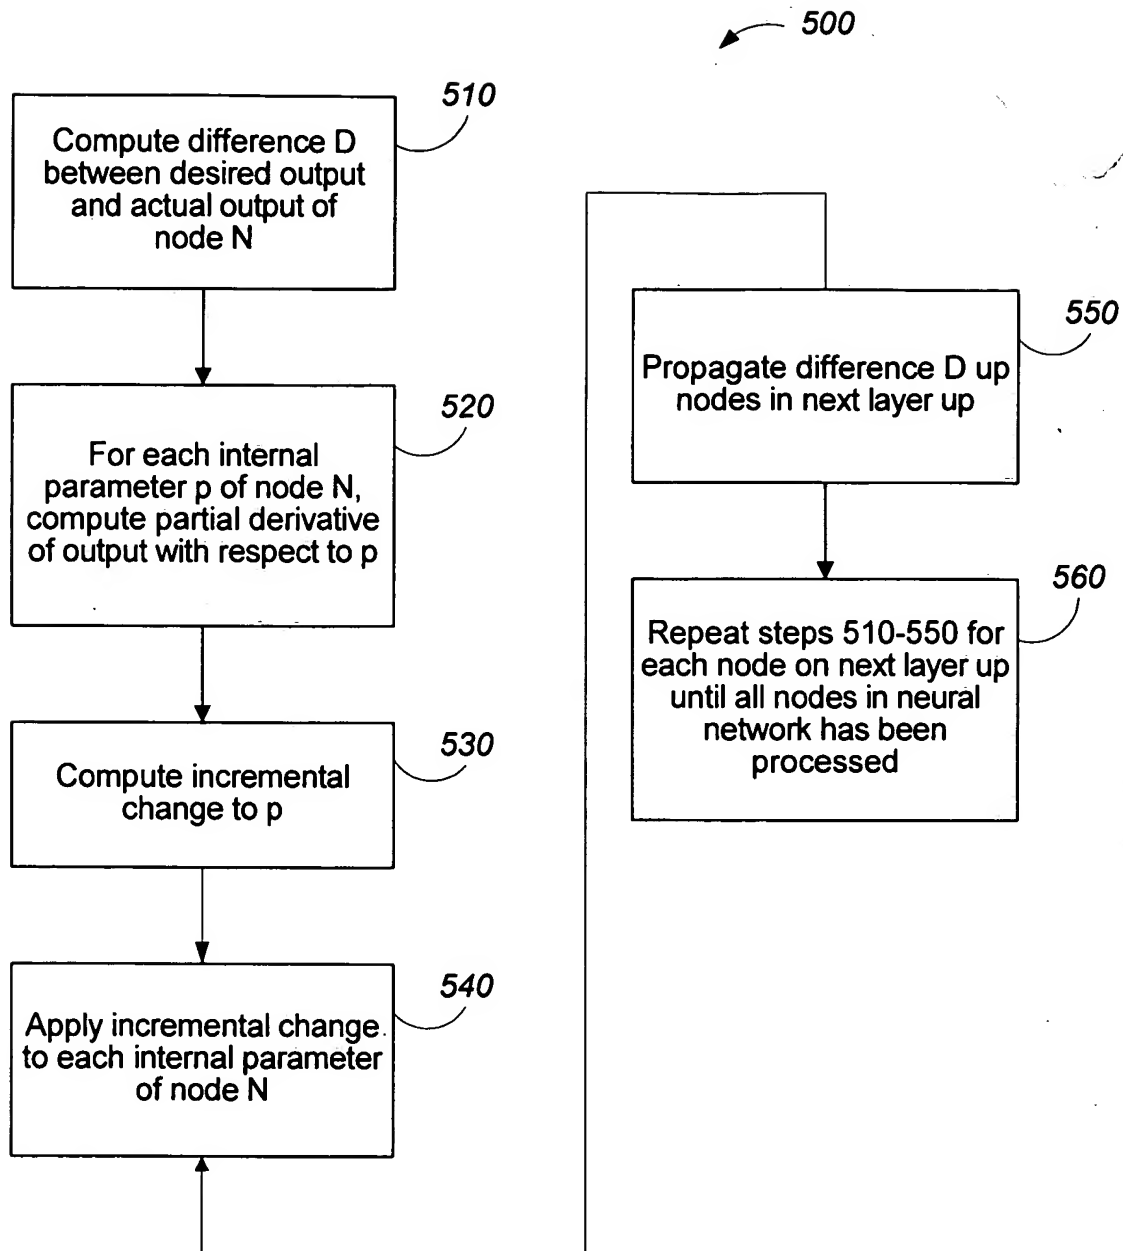 500
510
Compute difference D
between desired output
and actual output of
node N
520
For each internal
parameter p of node N,
compute partial derivative
of output with respect to p
530
Compute incremental
change to p
540
Apply incremental change
to each internal parameter
of node N
550
Propagate difference D up
nodes in next layer up
560
Repeat steps 510-550 for
each node on next layer up
until all nodes in neural
network has been
processed